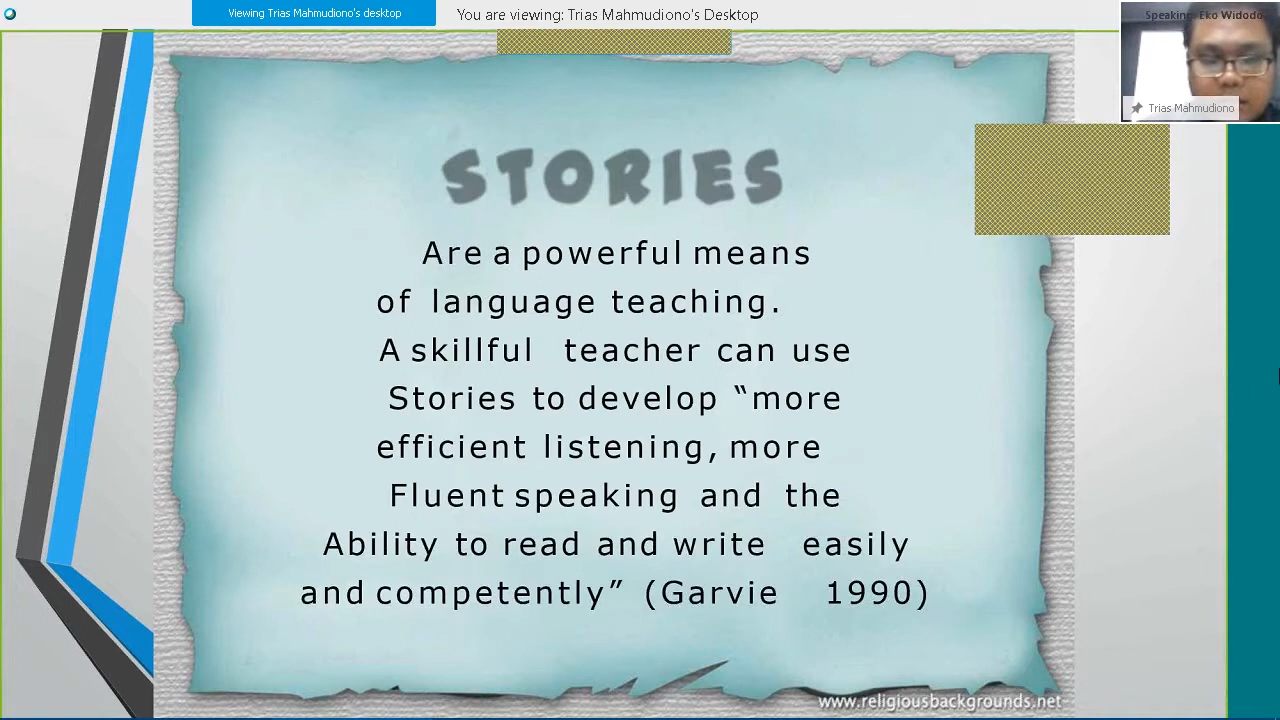 Viewing Trias Mahmudiono's desktop
You are viewing: Trias Mahmudiono's Desktop
Speaking: Eko Widodo
Trias Mahmudiono
STORIES
Are a powerful means
of language teaching.
A skillful teacher can use
Stories to develop “more
efficient listening, more
Fluent speaking and the
Ability to read and write easily
and competently” (Garvie 1990)
www.religiousbackgrounds.net